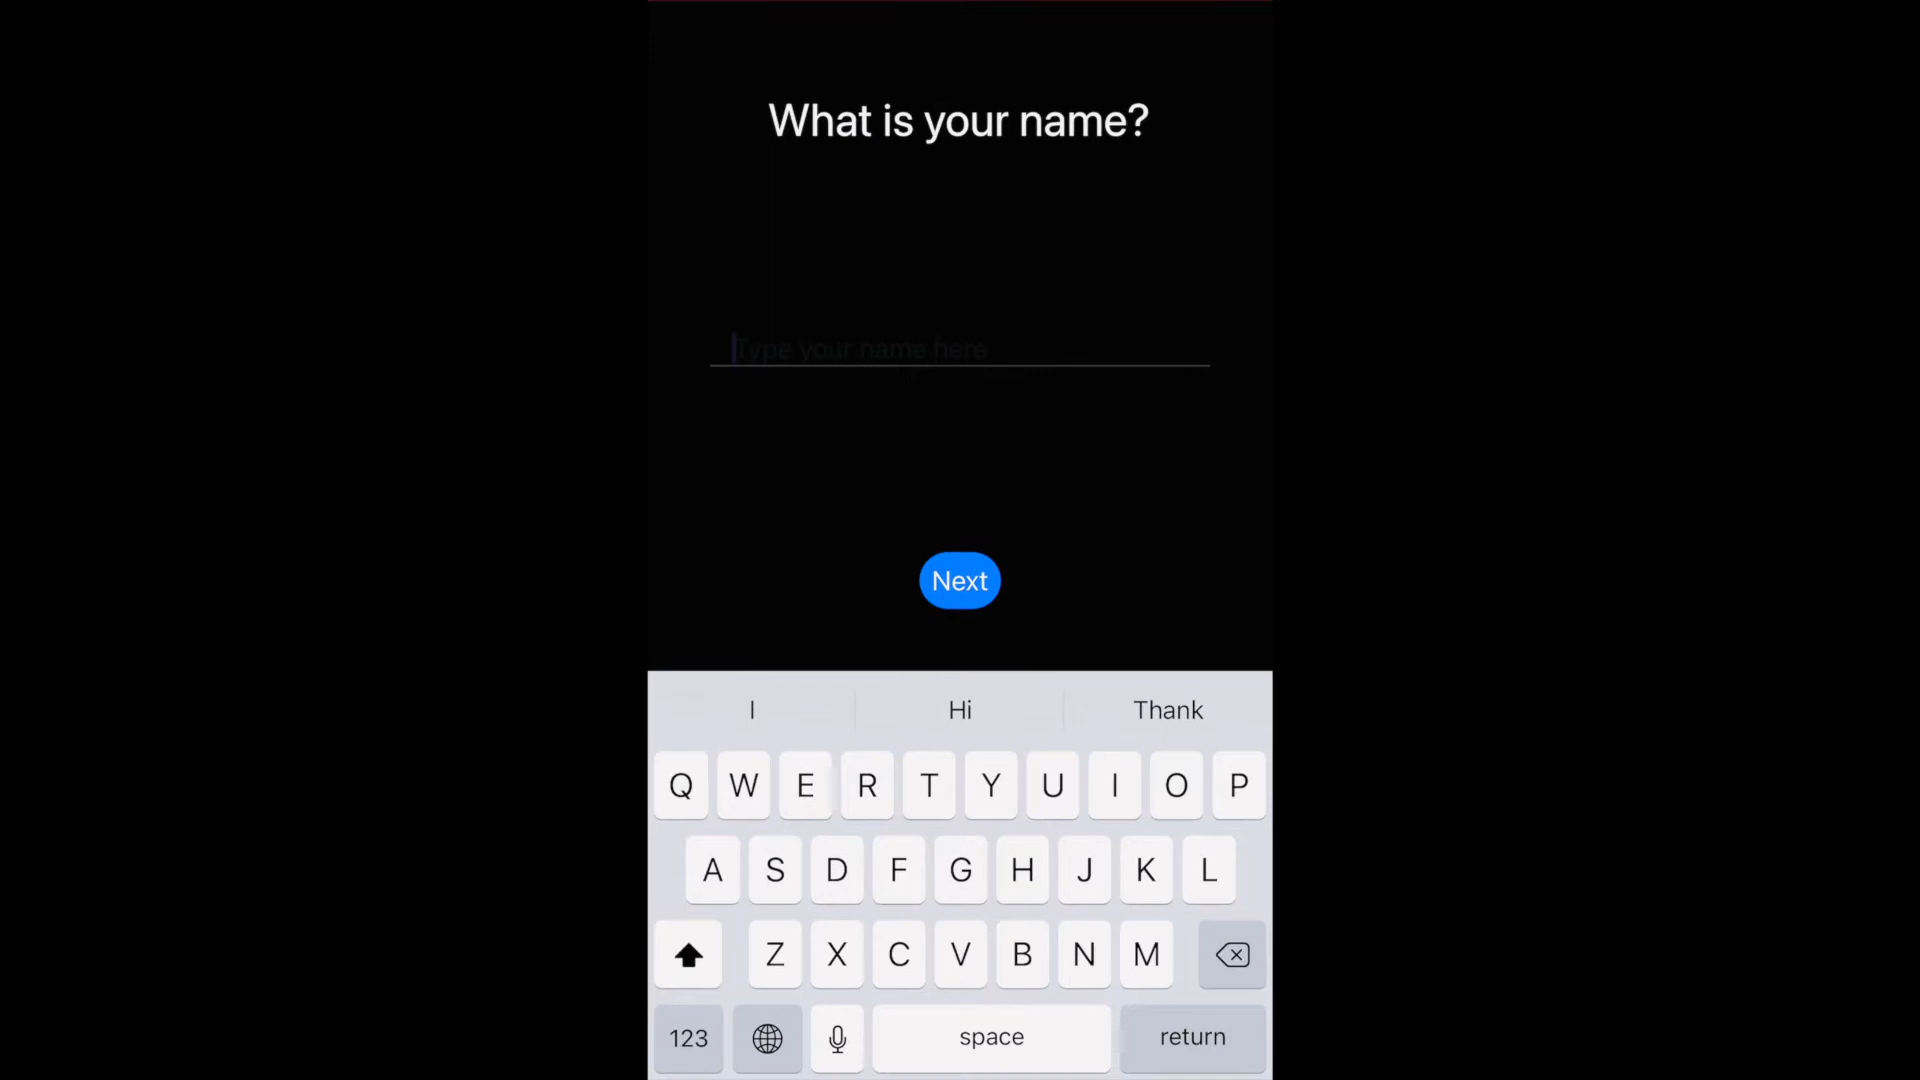 What is your name?
Type your name here
Next
I Hi Thank
Q W E R T Y U I O P
A S D F G H J K L
Z X C V B N M
123 space return